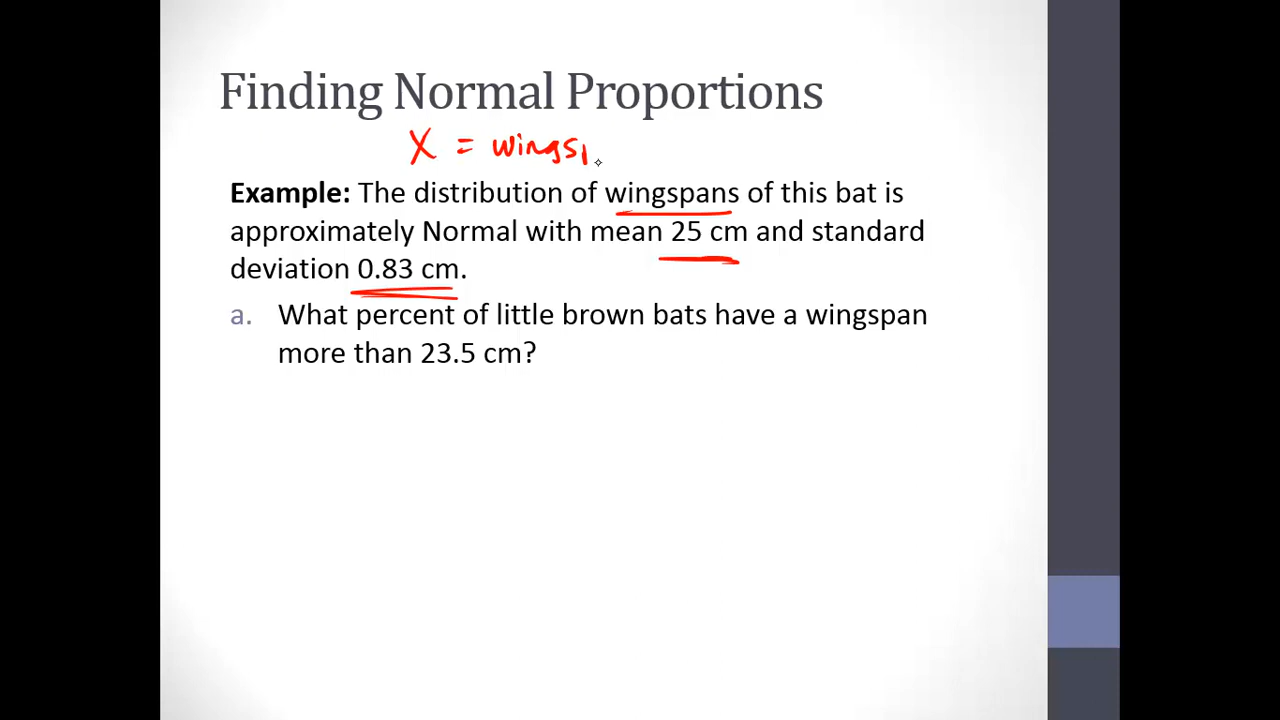 Finding Normal Proportions
X = wingsp
Example: The distribution of wingspans of this bat is
approximately Normal with mean 25 cm and standard
deviation 0.83 cm.
a. What percent of little brown bats have a wingspan
more than 23.5 cm?